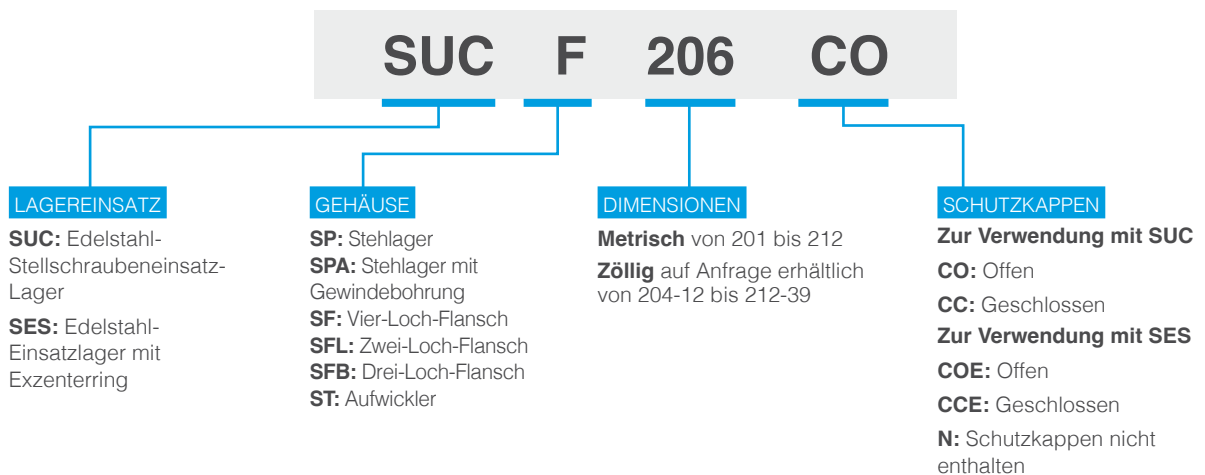 SUC F 206 CO
LAGEREINSATZ
SUC: Edelstahl-
Stellschraubeneinsatz-
Lager
SES: Edelstahl-
Einsatzlager mit
Exzenterring
GEHÄUSE
SP: Stehlager
SPA: Stehlager mit
Gewindebohrung
SF: Vier-Loch-Flansch
SFL: Zwei-Loch-Flansch
SFB: Drei-Loch-Flansch
ST: Aufwickler
DIMENSIONEN
Metrisch von 201 bis 212
Zöllig auf Anfrage erhältlich
von 204-12 bis 212-39
SCHUTZKAPPEN
Zur Verwendung mit SUC
CO: Offen
CC: Geschlossen
Zur Verwendung mit SES
COE: Offen
CCE: Geschlossen
N: Schutzkappen nicht
enthalten